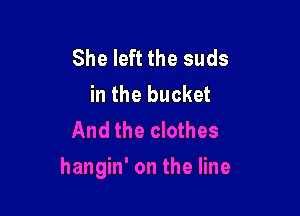 She left the suds
in the bucket
And the clothes
hangin' on the line